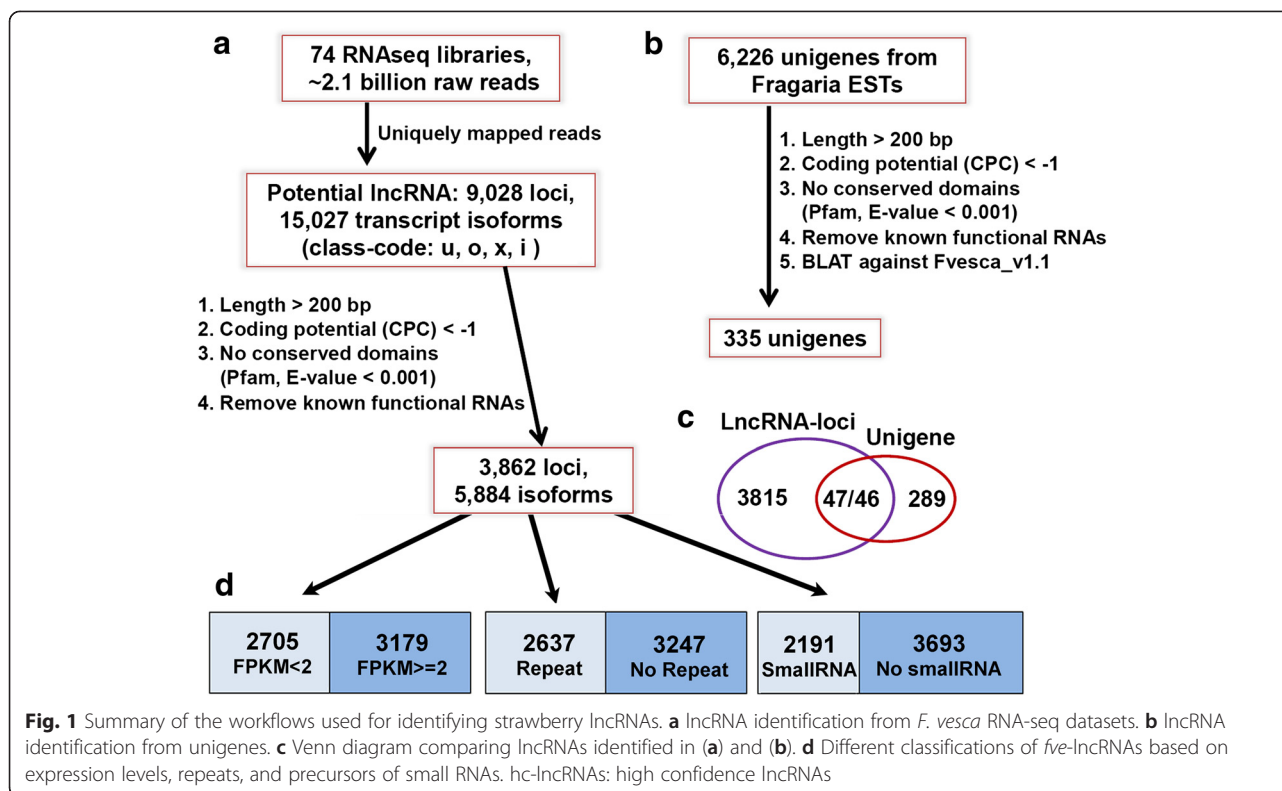 a
74 RNAseq libraries,
~2.1 billion raw reads
Uniquely mapped reads
Potential lncRNA: 9,028 loci,
15,027 transcript isoforms
(class-code: u, o, x, i )
1. Length > 200 bp
2. Coding potential (CPC) < -1
3. No conserved domains
(Pfam, E-value < 0.001)
4. Remove known functional RNAs
3,862 loci,
5,884 isoforms
b
6,226 unigenes from
Fragaria ESTs
1. Length > 200 bp
2. Coding potential (CPC) < -1
3. No conserved domains
(Pfam, E-value < 0.001)
4. Remove known functional RNAs
5. BLAT against Fvesca_v1.1
335 unigenes
c
LncRNA-loci
Unigene
3815
47/46
289
d
2705
FPKM<2
3179
FPKM>=2
2637
Repeat
3247
No Repeat
2191
SmallRNA
3693
No smallRNA
Fig. 1 Summary of the workflows used for identifying strawberry lncRNAs. a lncRNA identification from F. vesca RNA-seq datasets. b lncRNA
identification from unigenes. c Venn diagram comparing lncRNAs identified in (a) and (b). d Different classifications of fve-lncRNAs based on
expression levels, repeats, and precursors of small RNAs. hc-lncRNAs: high confidence lncRNAs